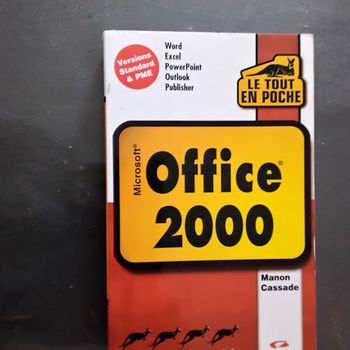 Versions
Standard
& PME
Word
Excel
PowerPoint
Outlook
Publisher
LE TOUT
EN POCHE
Microsoft®
Office®
2000
Manon
Cassade